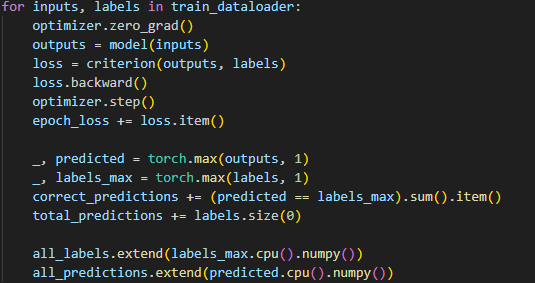 for inputs, labels in train_dataloader:
optimizer.zero_grad()
outputs = model(inputs)
loss = criterion(outputs, labels)
loss.backward()
optimizer.step()
epoch_loss += loss.item()
_, predicted = torch.max(outputs, 1)
_, labels_max = torch.max(labels, 1)
correct_predictions += (predicted == labels_max).sum().item()
total_predictions += labels.size(0)
all_labels.extend(labels_max.cpu().numpy())
all_predictions.extend(predicted.cpu().numpy())